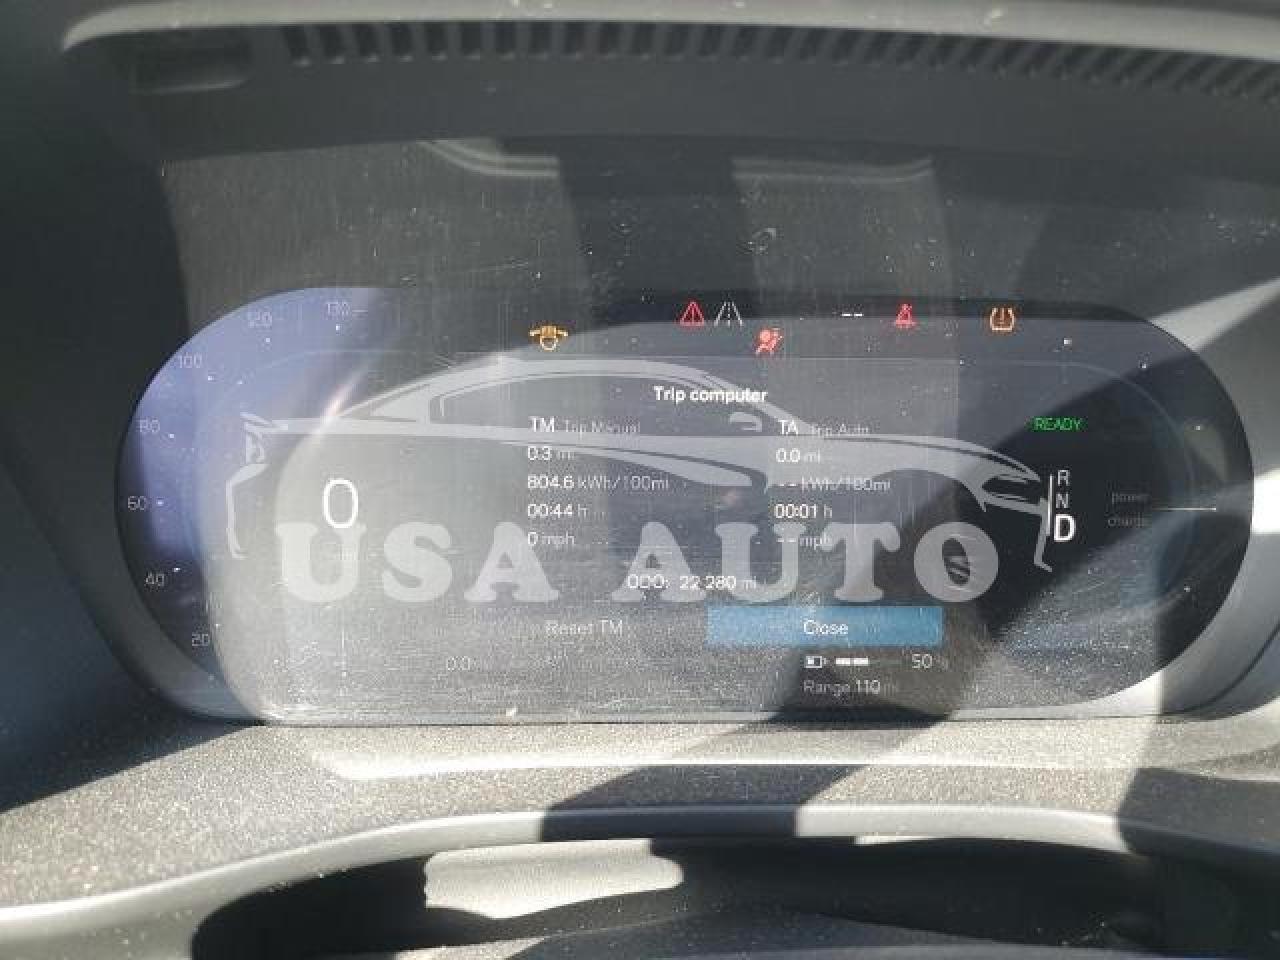 120 130
100
80
60
40
20
0
--
Trip computer
TM Trip Manual
0.3 mi
804.6 kWh/100mi
00:44 h
0 mph
TA Trip Auto
0.0 mi
-- kWh/100mi
00:01 h
-- mph
ODO: 22 280 mi
Reset TM
Close
0.0
50 %
Range 110 mi
READY
R
N
D
power
charge
USA AUTO